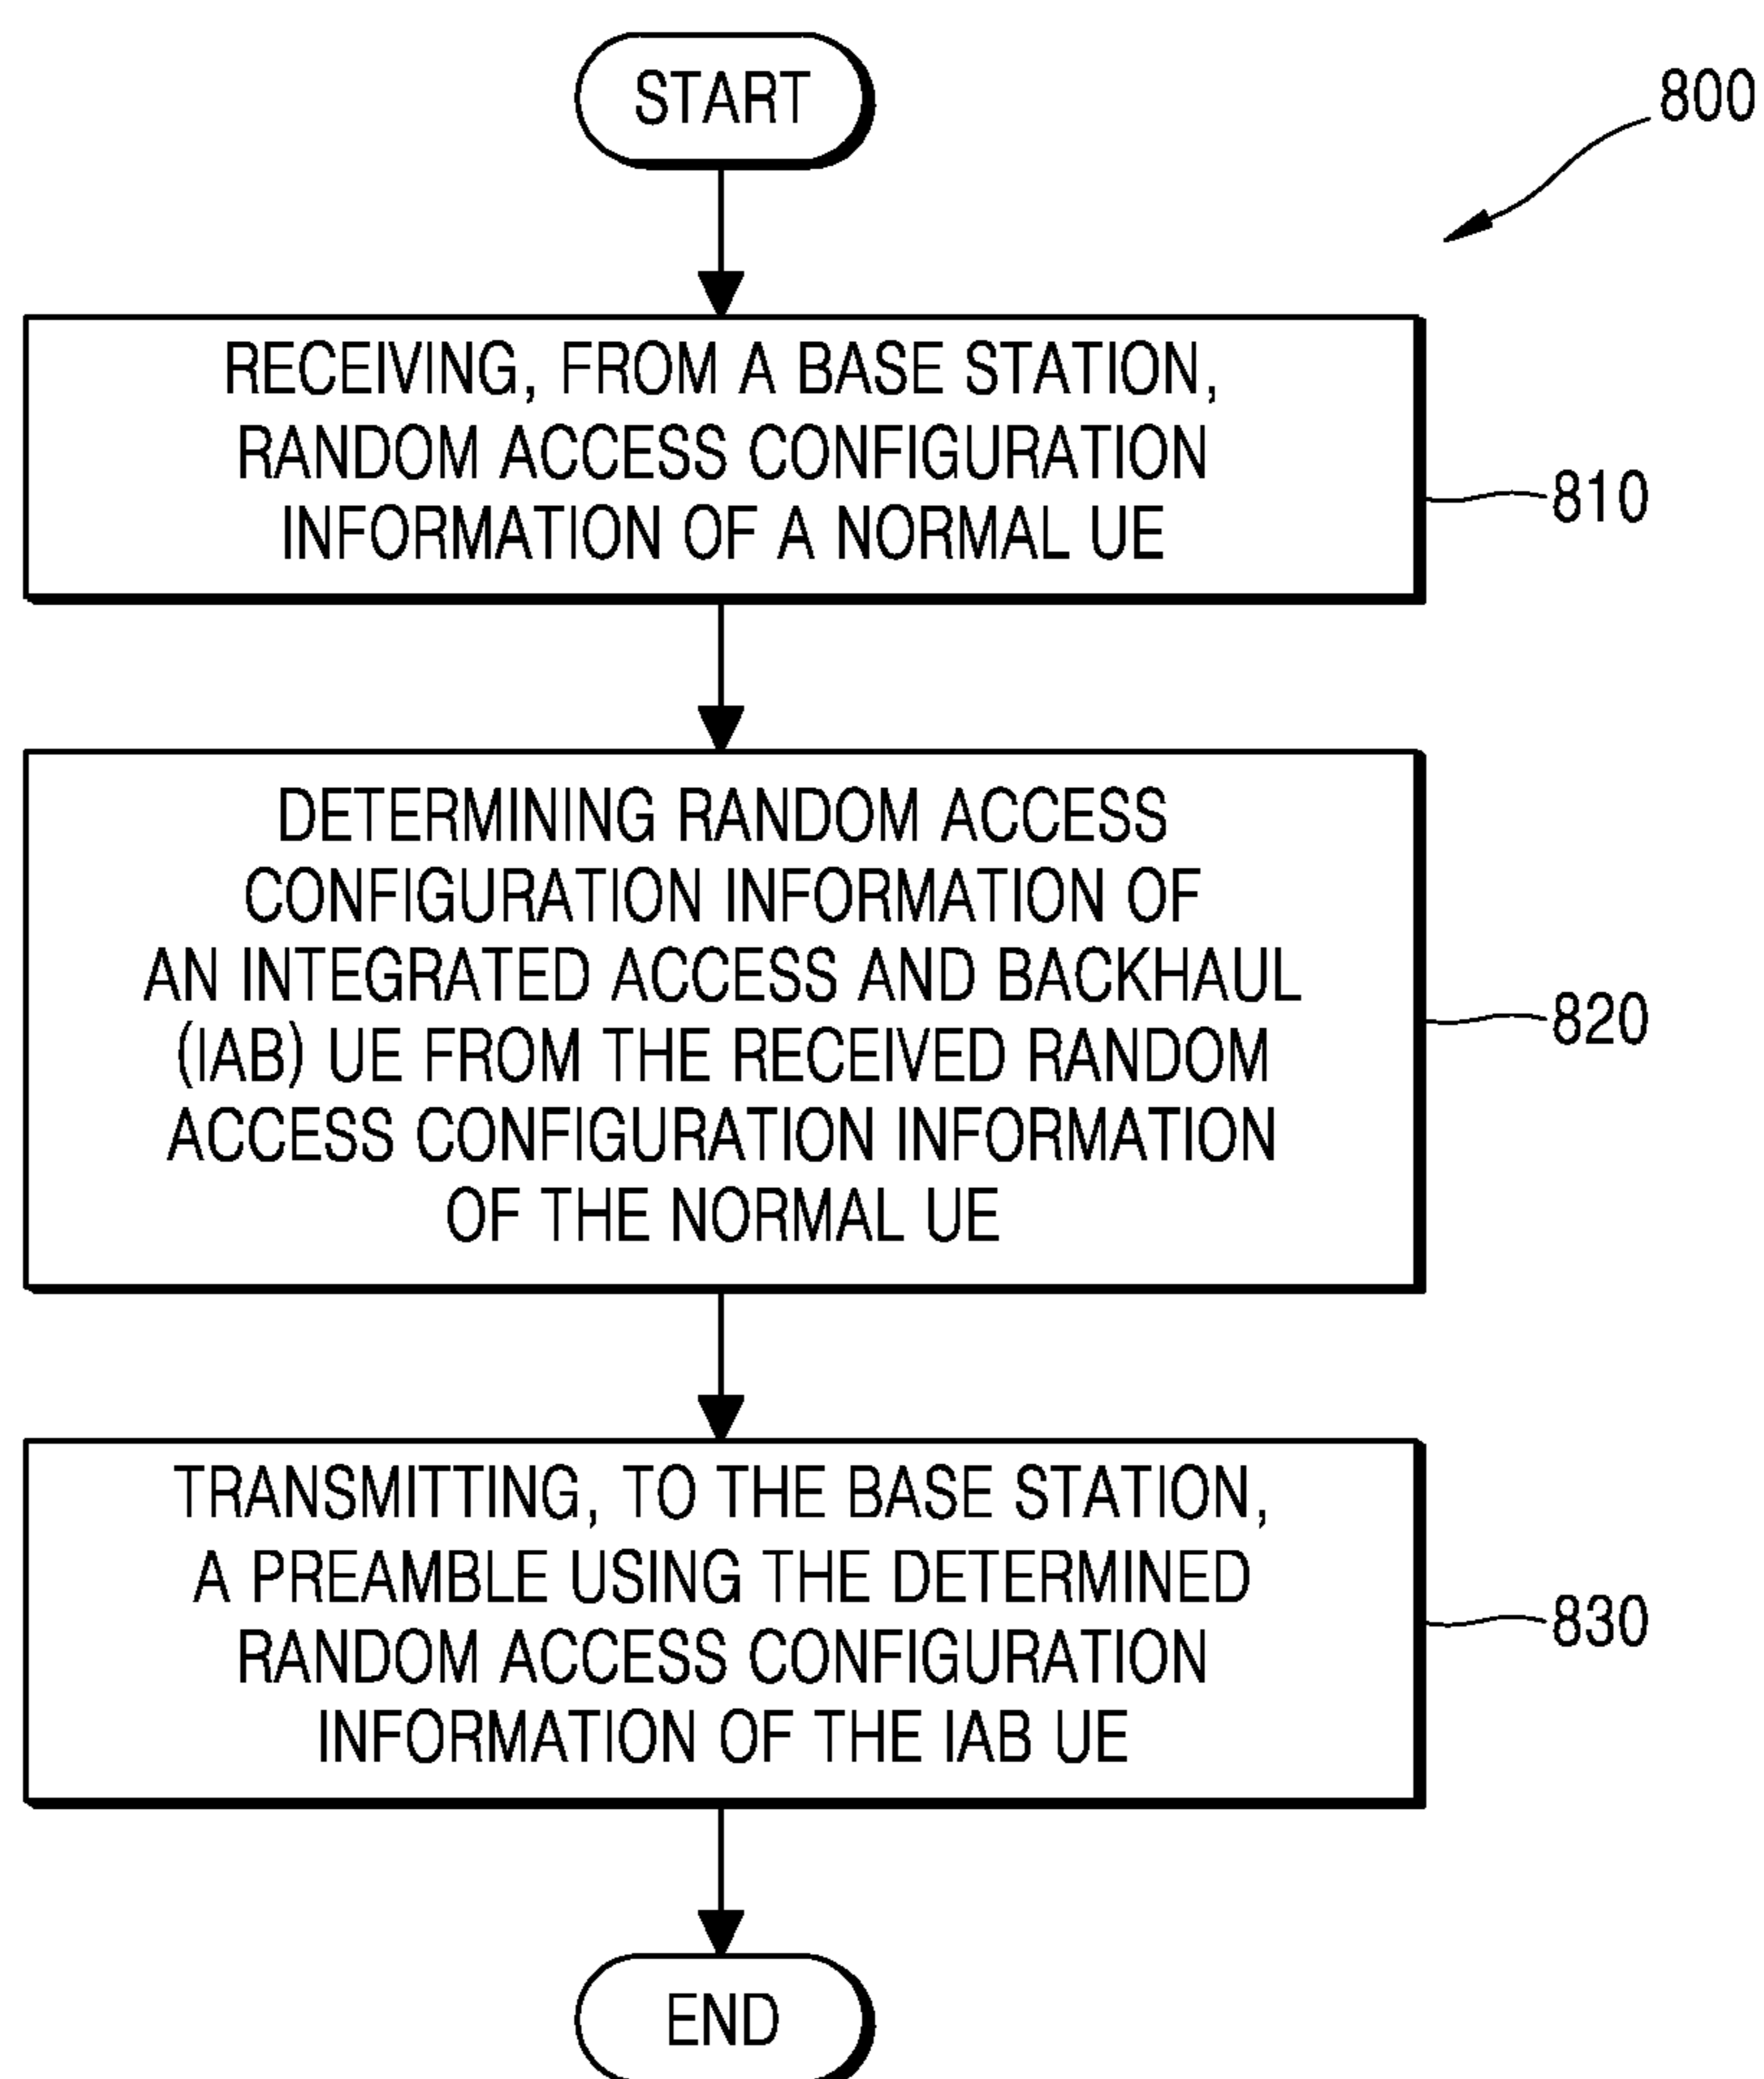 START
800
RECEIVING, FROM A BASE STATION,
RANDOM ACCESS CONFIGURATION
INFORMATION OF A NORMAL UE
810
DETERMINING RANDOM ACCESS
CONFIGURATION INFORMATION OF
AN INTEGRATED ACCESS AND BACKHAUL
(IAB) UE FROM THE RECEIVED RANDOM
ACCESS CONFIGURATION INFORMATION
OF THE NORMAL UE
820
TRANSMITTING, TO THE BASE STATION,
A PREAMBLE USING THE DETERMINED
RANDOM ACCESS CONFIGURATION
INFORMATION OF THE IAB UE
830
END